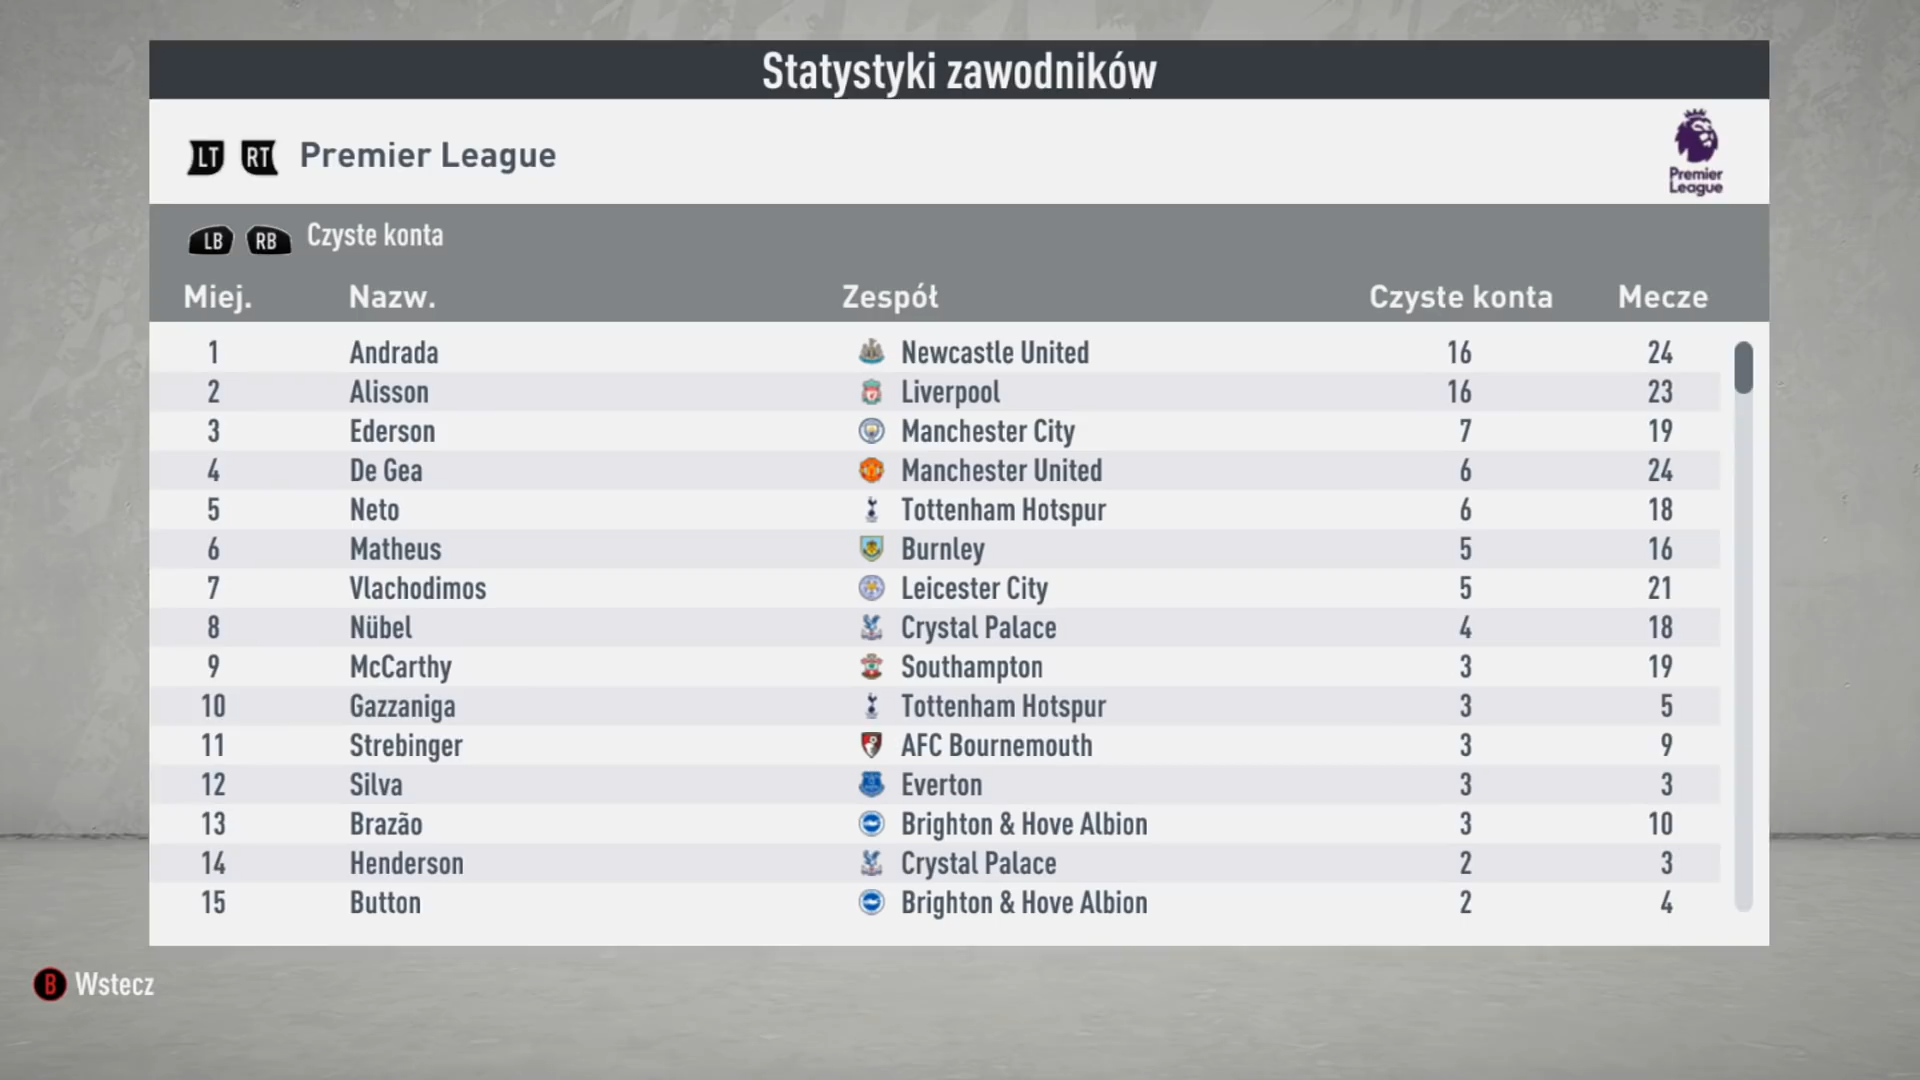 Statystyki zawodników
LT RT Premier League
Premier League
LB RB Czyste konta
Miej. Nazw. Zespół Czyste konta Mecze
1 Andrada Newcastle United 16 24
2 Alisson Liverpool 16 23
3 Ederson Manchester City 7 19
4 De Gea Manchester United 6 24
5 Neto Tottenham Hotspur 6 18
6 Matheus Burnley 5 16
7 Vlachodimos Leicester City 5 21
8 Nübel Crystal Palace 4 18
9 McCarthy Southampton 3 19
10 Gazzaniga Tottenham Hotspur 3 5
11 Strebinger AFC Bournemouth 3 9
12 Silva Everton 3 3
13 Brazão Brighton & Hove Albion 3 10
14 Henderson Crystal Palace 2 3
15 Button Brighton & Hove Albion 2 4
B Wstecz